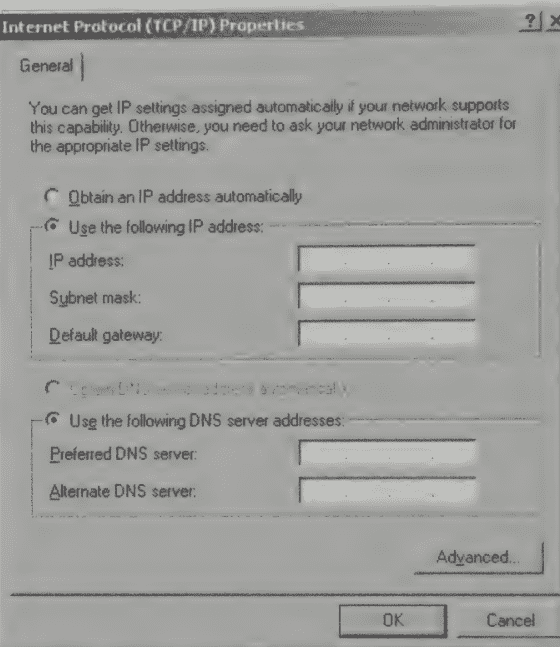 Internet Protocol (TCP/IP) Properties
? x
General
You can get IP settings assigned automatically if your network supports
this capability. Otherwise, you need to ask your network administrator for
the appropriate IP settings.
Obtain an IP address automatically
Use the following IP address:
IP address:
Subnet mask:
Default gateway:
Use the following DNS server addresses:
Preferred DNS server:
Alternate DNS server:
Advanced...
OK
Cancel